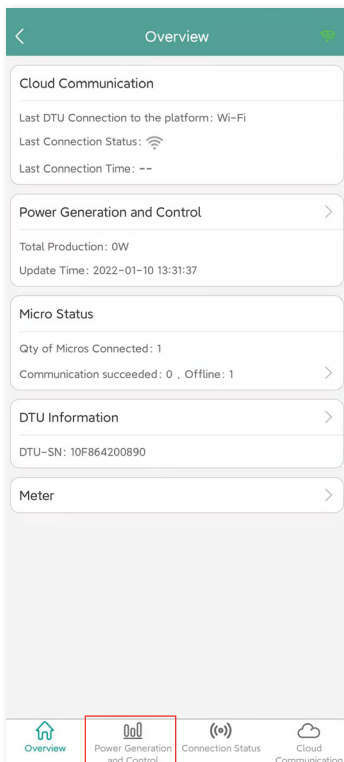 Overview
Cloud Communication
Last DTU Connection to the platform: Wi-Fi
Last Connection Status:
Last Connection Time: --
Power Generation and Control
Total Production: 0W
Update Time: 2022-01-10 13:31:37
Micro Status
Qty of Micros Connected: 1
Communication succeeded: 0 , Offline: 1
DTU Information
DTU-SN: 10F864200890
Meter
Overview
Power Generation
and Control
Connection Status
Cloud
Communication